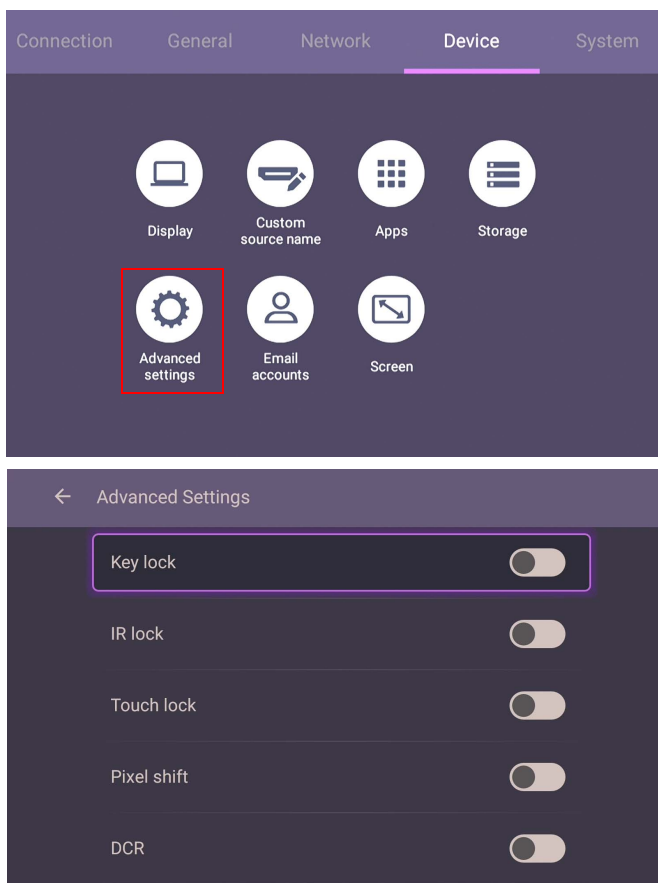 Connection General Network Device System
Display
Custom
source name
Apps
Storage
Advanced
settings
Email
accounts
Screen
Advanced Settings
Key lock
IR lock
Touch lock
Pixel shift
DCR